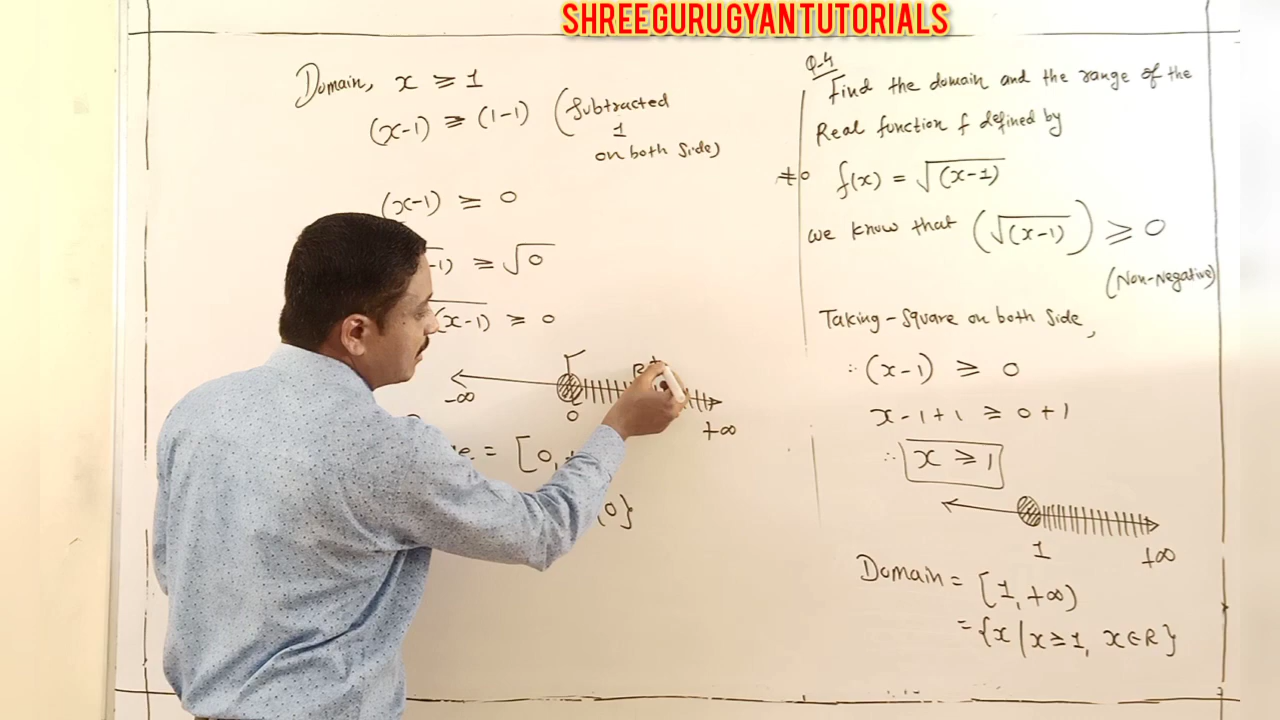 SHREE GURU GYAN TUTORIALS
Domain, x ≥ 1
(x-1) ≥ (1-1) (Subtracted
1
on both side)
(x-1) ≥ 0
-1) ≥ √0
(x-1) ≥ 0
-∞ 0 +∞
= [0,
0}
Q-4
Find the domain and the range of the
Real function f defined by
≠0 f(x) = √(x-1)
we know that (√(x-1)) ≥ 0
(Non-Negative)
Taking-Square on both side,
∴ (x-1) ≥ 0
x-1+1 ≥ 0+1
∴ x ≥ 1
1 +∞
Domain = [1, +∞)
= {x | x ≥ 1, x ∈ R}